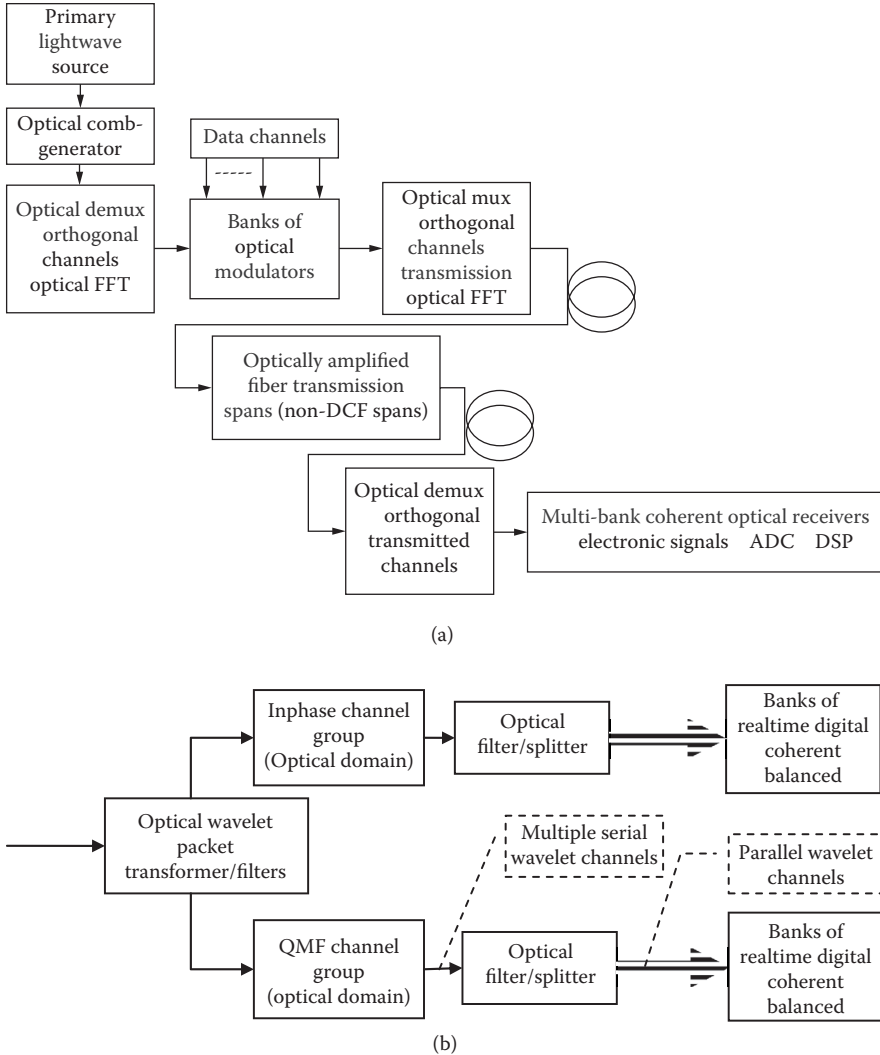 Primary
lightwave
source
Optical comb-
generator
Data channels
Optical demux
orthogonal
channels
optical FFT
Banks of
optical
modulators
Optical mux
orthogonal
channels
transmission
optical FFT
Optically amplified
fiber transmission
spans (non-DCF spans)
Optical demux
orthogonal
transmitted
channels
Multi-bank coherent optical receivers
electronic signals ADC DSP
(a)
Inphase channel
group
(Optical domain)
Optical
filter/splitter
Banks of
realtime digital
coherent
balanced
Optical wavelet
packet
transformer/filters
Multiple serial
wavelet channels
Parallel wavelet
channels
QMF channel
group
(optical domain)
Optical
filter/splitter
Banks of
realtime digital
coherent
balanced
(b)